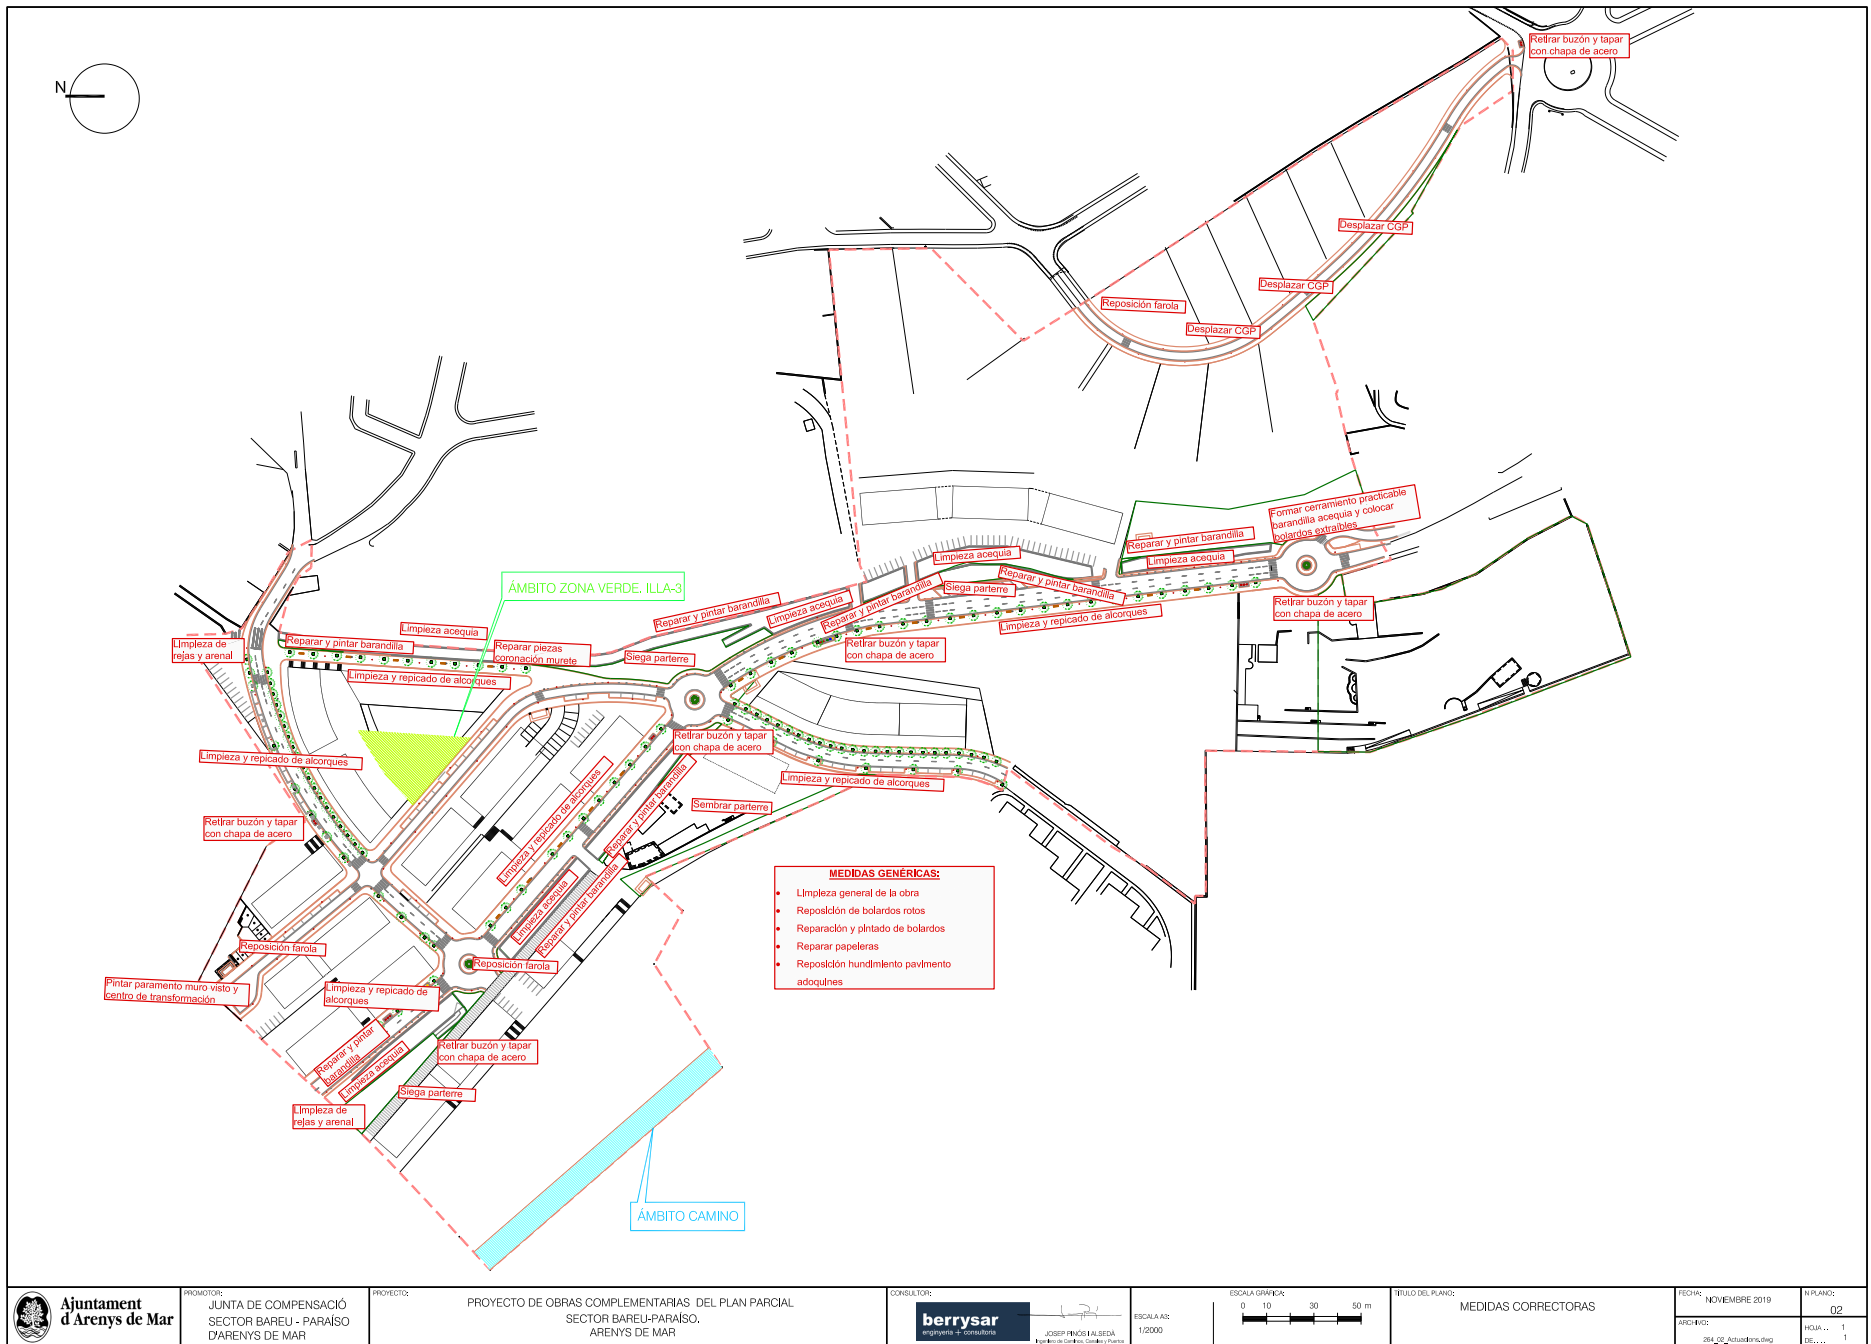 Retirar buzón y tapar
con chapa de acero
N
Desplazar CGP
Desplazar CGP
Reposición farola
Desplazar CGP
Formar cerramiento practicable
barandilla acequia y colocar
bolardos extraíbles
Reparar y pintar barandilla
Limpieza acequia
Limpieza acequia
Reparar y pintar barandilla
Siega parterre
Reparar y pintar barandilla
Limpieza y repicado de alcorques
Retirar buzón y tapar
con chapa de acero
ÁMBITO ZONA VERDE, ILLA-3
Reparar y pintar barandilla
Limpieza acequia
Retirar buzón y tapar
con chapa de acero
Limpieza acequia
Limpieza de
rejas y arenal
Reparar y pintar barandilla
Reparar piezas
coronación murete
Siega parterre
Limpieza y repicado de alcorques
Retirar buzón y tapar
con chapa de acero
Limpieza y repicado de alcorques
Limpieza y repicado de alcorques
Limpieza y repicado de alcorques
Reparar y pintar barandilla
Sembrar parterre
Retirar buzón y tapar
con chapa de acero
Limpieza acequia
Reparar y pintar barandilla
MEDIDAS GENÉRICAS:
• Limpieza general de la obra
• Reposición de bolardos rotos
• Reparación y pintado de bolardos
• Reparar papeleras
• Reposición hundimiento pavimento
adoquines
Reposición farola
Reposición farola
Pintar paramento muro visto y
centro de transformación
Limpieza y repicado de
alcorques
Reparar y pintar
barandilla
Limpieza acequia
Retirar buzón y tapar
con chapa de acero
Siega parterre
Limpieza de
rejas y arenal
ÁMBITO CAMINO
Ajuntament
d'Arenys de Mar
PROMOTOR:
JUNTA DE COMPENSACIÓ
SECTOR BAREU - PARAÍSO
D'ARENYS DE MAR
PROYECTO:
PROYECTO DE OBRAS COMPLEMENTARIAS DEL PLAN PARCIAL
SECTOR BAREU-PARAÍSO.
ARENYS DE MAR
CONSULTOR:
berrysar
enginyeria + consultoria
JOSEP PINÓS I ALSEDÀ
Ingeniero de Caminos, Canales y Puertos
ESCALA A3:
1/2000
ESCALA GRÁFICA:
0 10 30 50 m
TÍTULO DEL PLANO:
MEDIDAS CORRECTORAS
FECHA:
NOVIEMBRE 2019
ARCHIVO:
264_02_Actuacions.dwg
N PLANO:
02
HOJA .. 1
DE..... 1